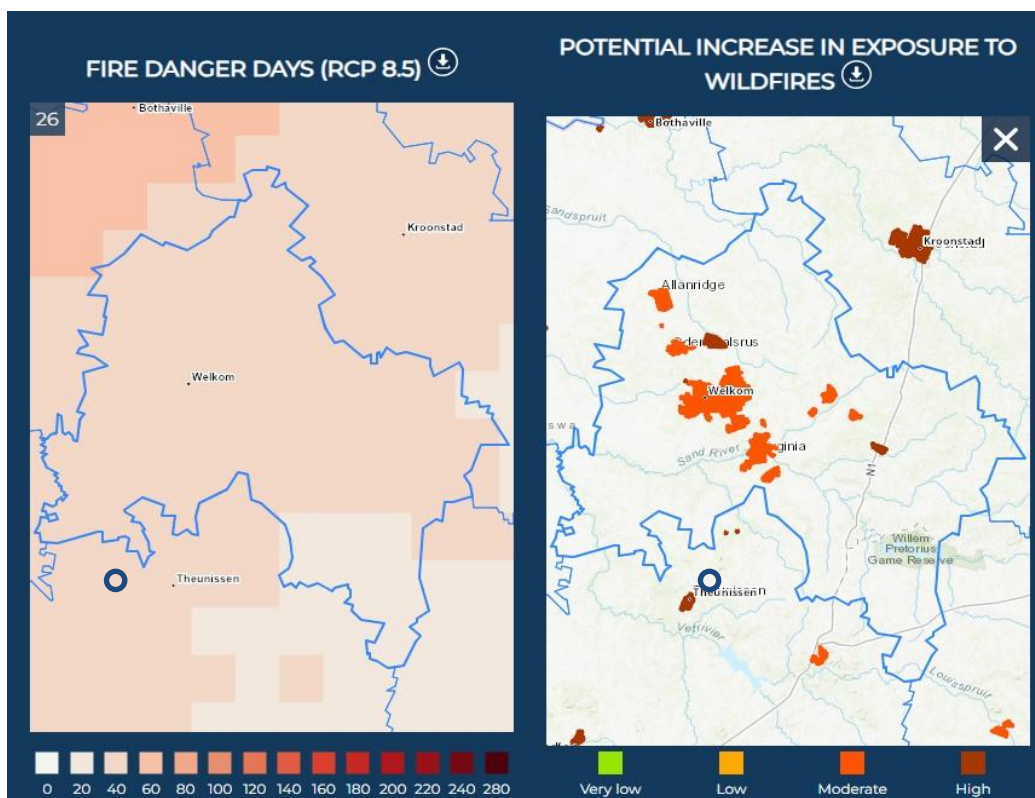 FIRE DANGER DAYS (RCP 8.5)
26
Bothaville
Kroonstad
Welkom
Theunissen
0 20 40 60 80 100 120 140 160 180 200 220 240 280
POTENTIAL INCREASE IN EXPOSURE TO
WILDFIRES
Bothaville
Sandspruit
Kroonstad
Allanridge
Welkom
Sand River
N1
Willem
Pretorius
Game Reserve
Theunissen
Vetrivier
Very low Low Moderate High